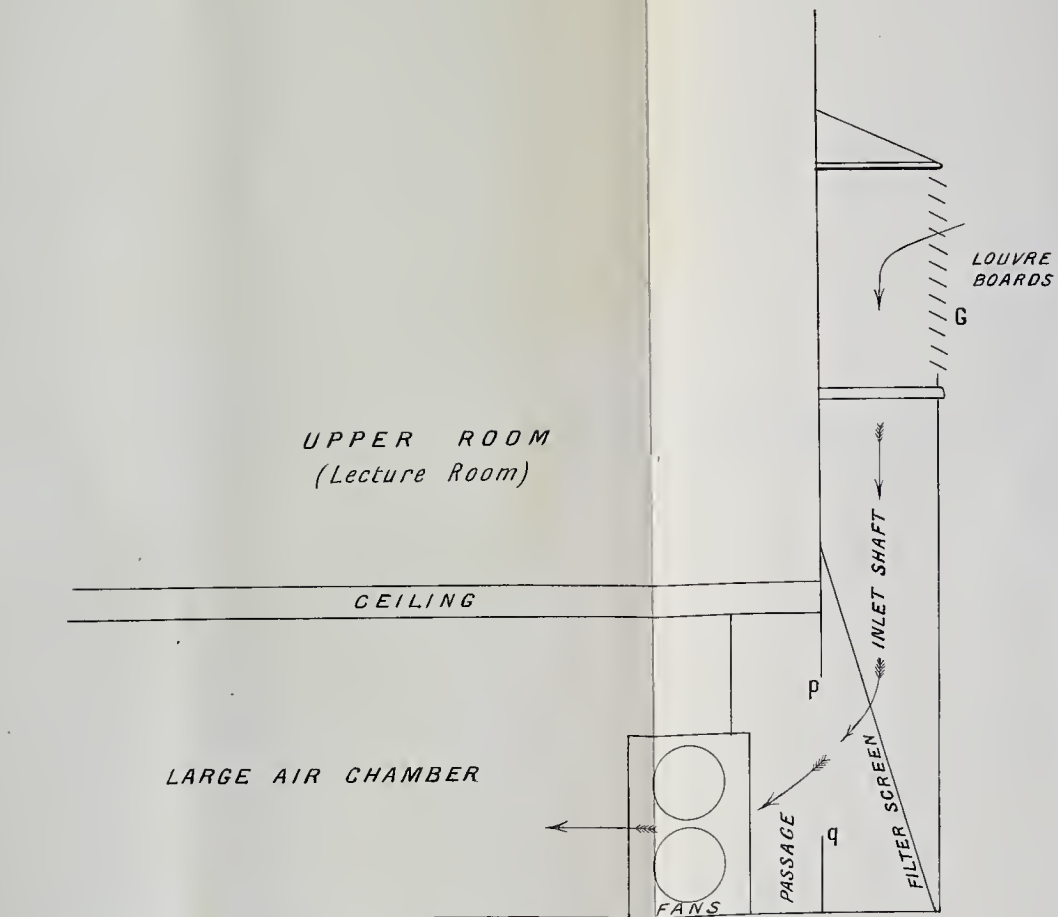 LOUVRE
BOARDS
G
UPPER ROOM
(Lecture Room)
INLET SHAFT
CEILING
p
LARGE AIR CHAMBER
FILTER SCREEN
PASSAGE
q
FANS